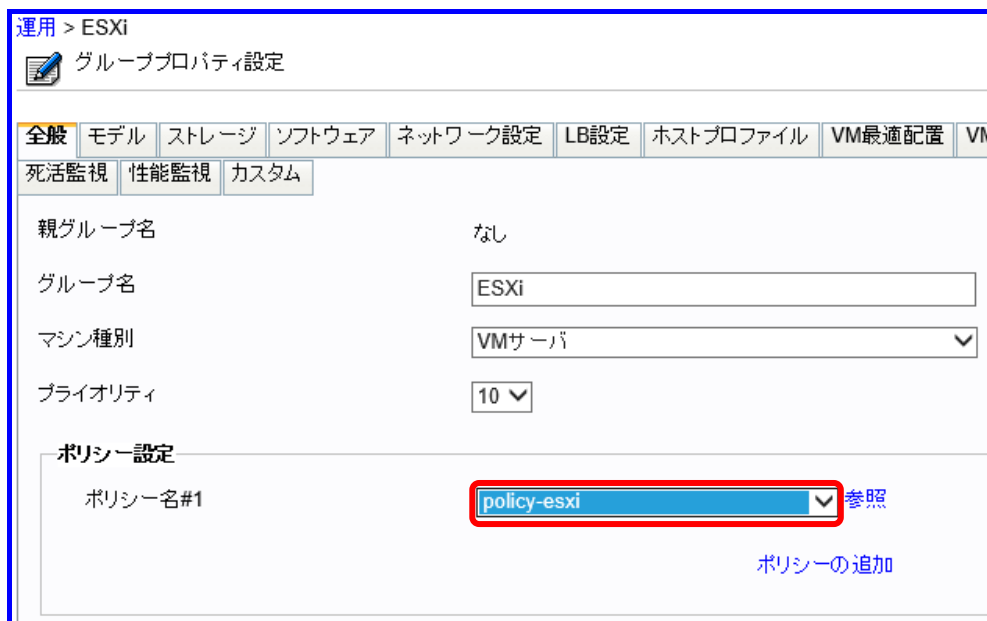 運用 > ESXi
グループプロパティ設定
全般 モデル ストレージ ソフトウェア ネットワーク設定 LB設定 ホストプロファイル VM最適配置 VM
死活監視 性能監視 カスタム
親グループ名 なし
グループ名 ESXi
マシン種別 VMサーバ
プライオリティ 10
ポリシー設定
ポリシー名#1 policy-esxi 参照
ポリシーの追加